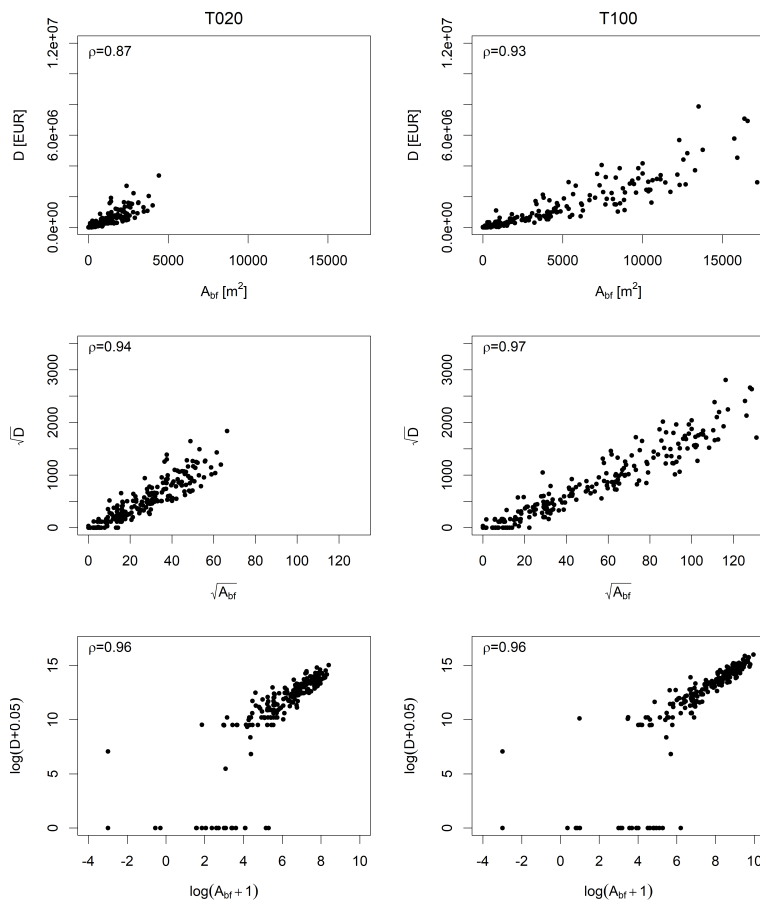 T020
T100
ρ=0.87
D [EUR]
0.0e+00 6.0e+06 1.2e+07
0 5000 10000 15000
A_bf [m²]
ρ=0.93
D [EUR]
0.0e+00 6.0e+06 1.2e+07
0 5000 10000 15000
A_bf [m²]
ρ=0.94
√D
0 1000 2000 3000
0 20 40 60 80 100 120
√A_bf
ρ=0.97
√D
0 1000 2000 3000
0 20 40 60 80 100 120
√A_bf
ρ=0.96
log(D+0.05)
0 5 10 15
-4 -2 0 2 4 6 8 10
log(A_bf + 1)
ρ=0.96
log(D+0.05)
0 5 10 15
-4 -2 0 2 4 6 8 10
log(A_bf + 1)